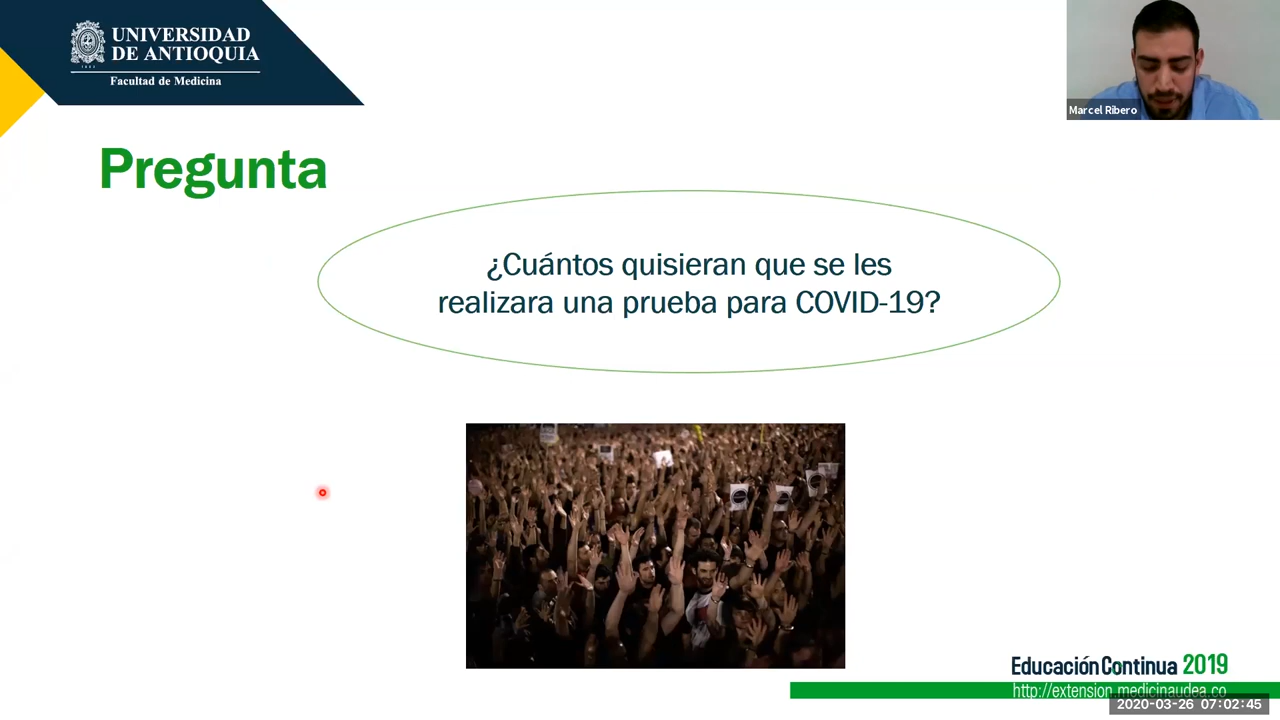 UNIVERSIDAD
DE ANTIOQUIA
Facultad de Medicina
Marcel Ribero
Pregunta
¿Cuántos quisieran que se les
realizara una prueba para COVID-19?
Educación Continua 2019
http://extension.medicinaudea.co
2020-03-26 07:02:45